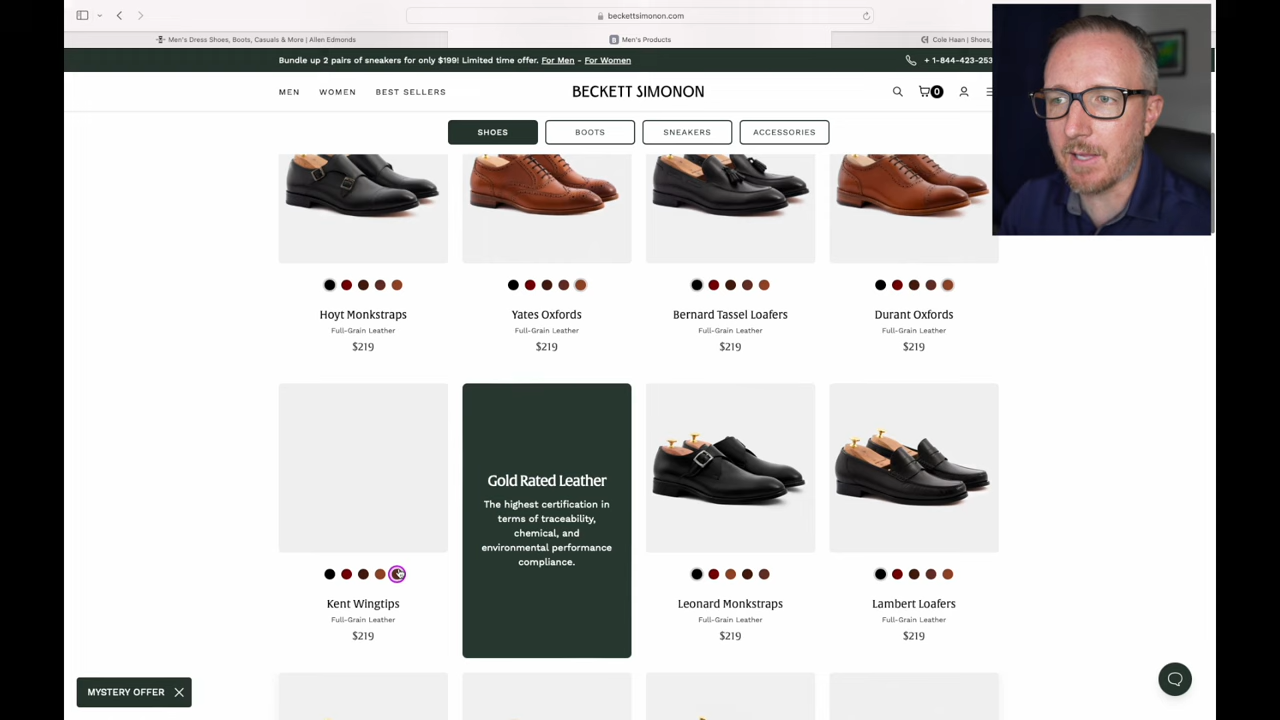 beckettsimonon.com
Men's Dress Shoes, Boots, Casuals & More | Allen Edmonds
Men's Products
Cole Haan | Shoes,
Bundle up 2 pairs of sneakers for only $199! Limited time offer. For Men - For Women
+ 1-844-423-253
MEN WOMEN BEST SELLERS
BECKETT SIMONON
0
SHOES
BOOTS
SNEAKERS
ACCESSORIES
Hoyt Monkstraps
Full-Grain Leather
$219
Yates Oxfords
Full-Grain Leather
$219
Bernard Tassel Loafers
Full-Grain Leather
$219
Durant Oxfords
Full-Grain Leather
$219
Kent Wingtips
Full-Grain Leather
$219
Gold Rated Leather
The highest certification in
terms of traceability,
chemical, and
environmental performance
compliance.
Leonard Monkstraps
Full-Grain Leather
$219
Lambert Loafers
Full-Grain Leather
$219
MYSTERY OFFER